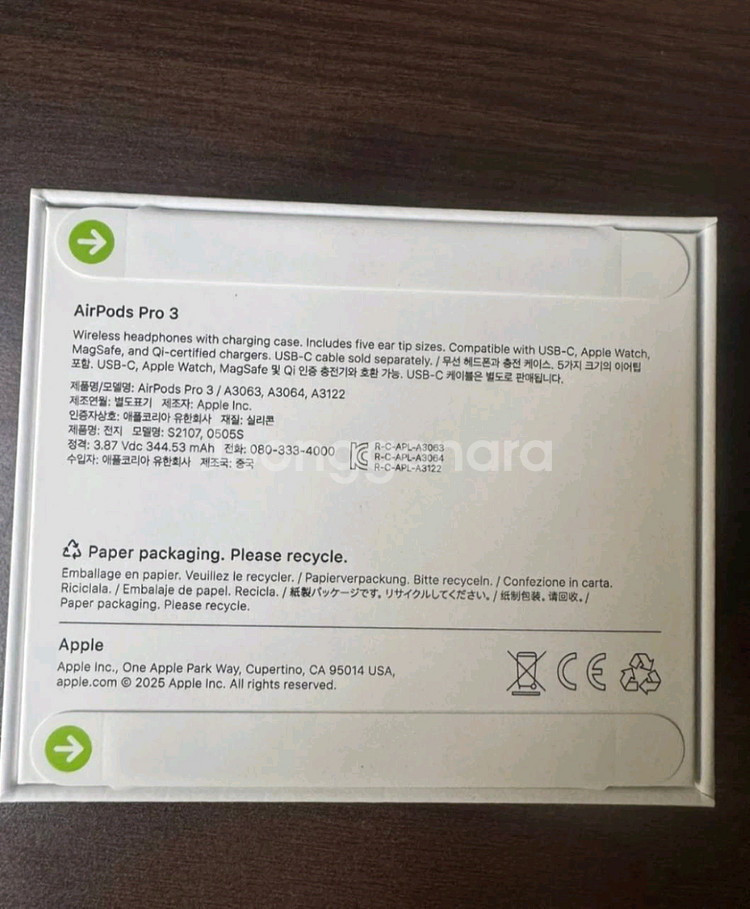 AirPods Pro 3
Wireless headphones with charging case. Includes five ear tip sizes. Compatible with USB-C, Apple Watch,
MagSafe, and Qi-certified chargers. USB-C cable sold separately. / 무선 헤드폰과 충전 케이스. 5가지 크기의 이어팁
포함. USB-C, Apple Watch, MagSafe 및 Qi 인증 충전기와 호환 가능. USB-C 케이블은 별도로 판매됩니다.
제품명/모델명: AirPods Pro 3 / A3063, A3064, A3122
제조연월: 별도표기 제조자: Apple Inc.
인증자상호: 애플코리아 유한회사 재질: 실리콘
제품명: 전지 모델명: S2107, 0505S
정격: 3.87 Vdc 344.53 mAh 전화: 080-333-4000
수입자: 애플코리아 유한회사 제조국: 중국
R-C-APL-A3063
R-C-APL-A3064
R-C-APL-A3122
Paper packaging. Please recycle.
Emballage en papier. Veuillez le recycler. / Papierverpackung. Bitte recyceln. / Confezione in carta.
Riciclala. / Embalaje de papel. Recicla. / 紙製パッケージです。リサイクルしてください。/ 纸制包装。请回收。/
Paper packaging. Please recycle.
Apple
Apple Inc., One Apple Park Way, Cupertino, CA 95014 USA,
apple.com © 2025 Apple Inc. All rights reserved.
CE